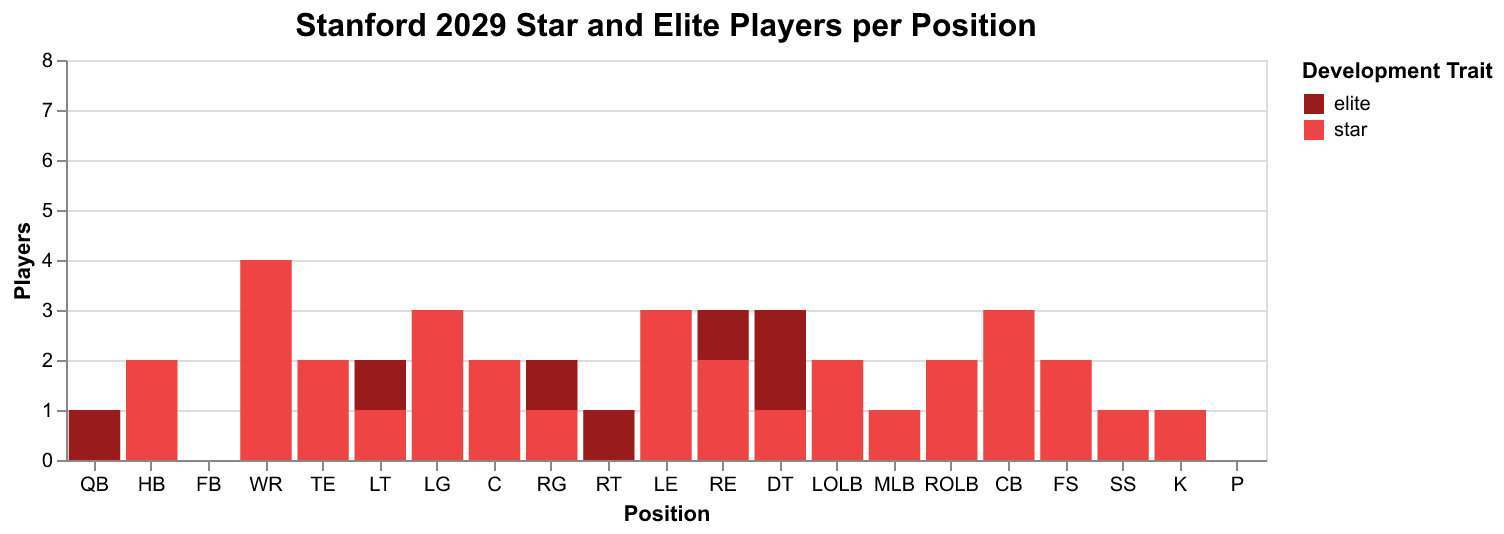 Stanford 2029 Star and Elite Players per Position
Development Trait
elite
star
Players
8
7
6
5
4
3
2
1
0
QB HB FB WR TE LT LG C RG RT LE RE DT LOLB MLB ROLB CB FS SS K P
Position